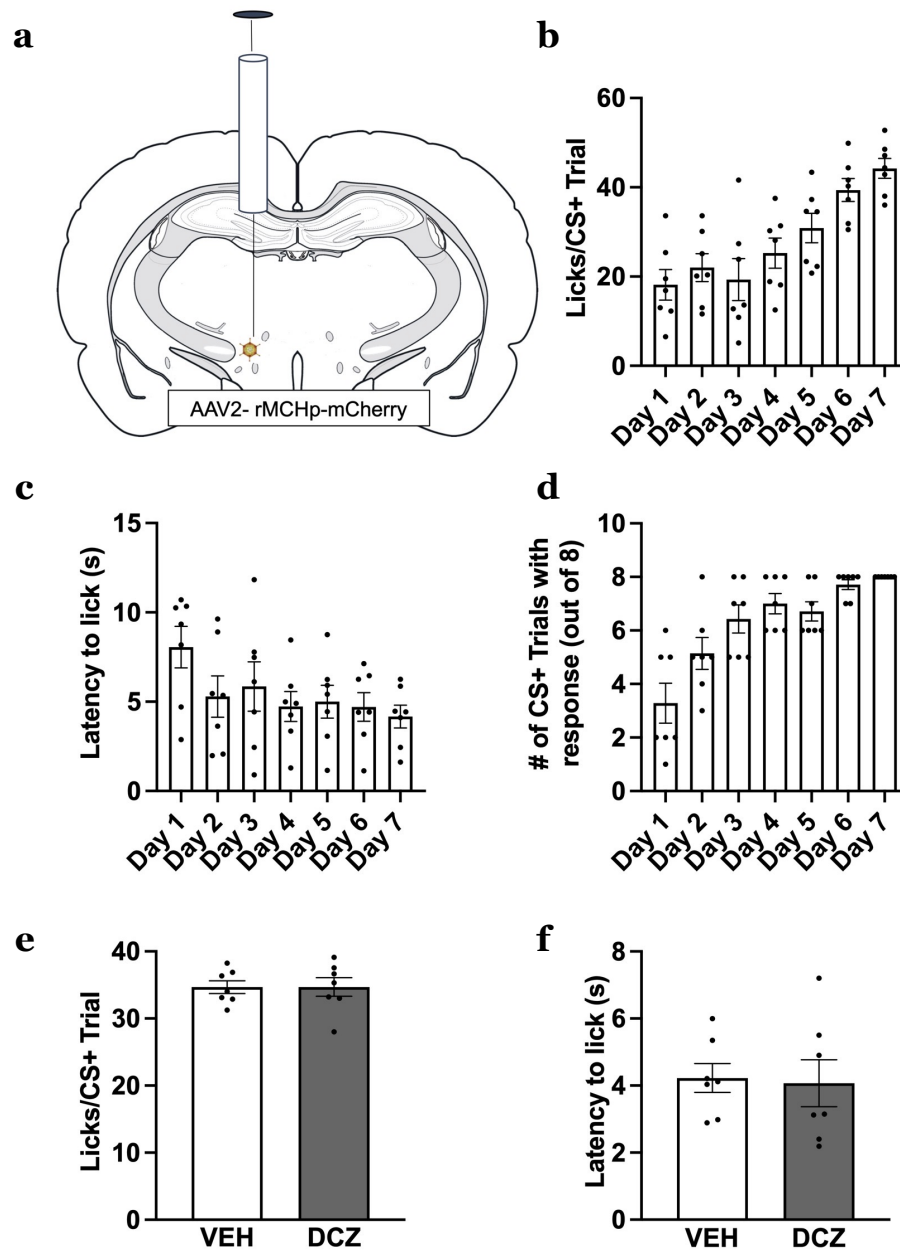 a
AAV2- rMCHp-mCherry
b
Licks/CS+ Trial
60
40
20
0
Day 1
Day 2
Day 3
Day 4
Day 5
Day 6
Day 7
c
Latency to lick (s)
15
10
5
0
Day 1
Day 2
Day 3
Day 4
Day 5
Day 6
Day 7
d
# of CS+ Trials with
response (out of 8)
10
8
6
4
2
0
Day 1
Day 2
Day 3
Day 4
Day 5
Day 6
Day 7
e
Licks/CS+ Trial
40
30
20
10
0
VEH
DCZ
f
Latency to lick (s)
8
6
4
2
0
VEH
DCZ